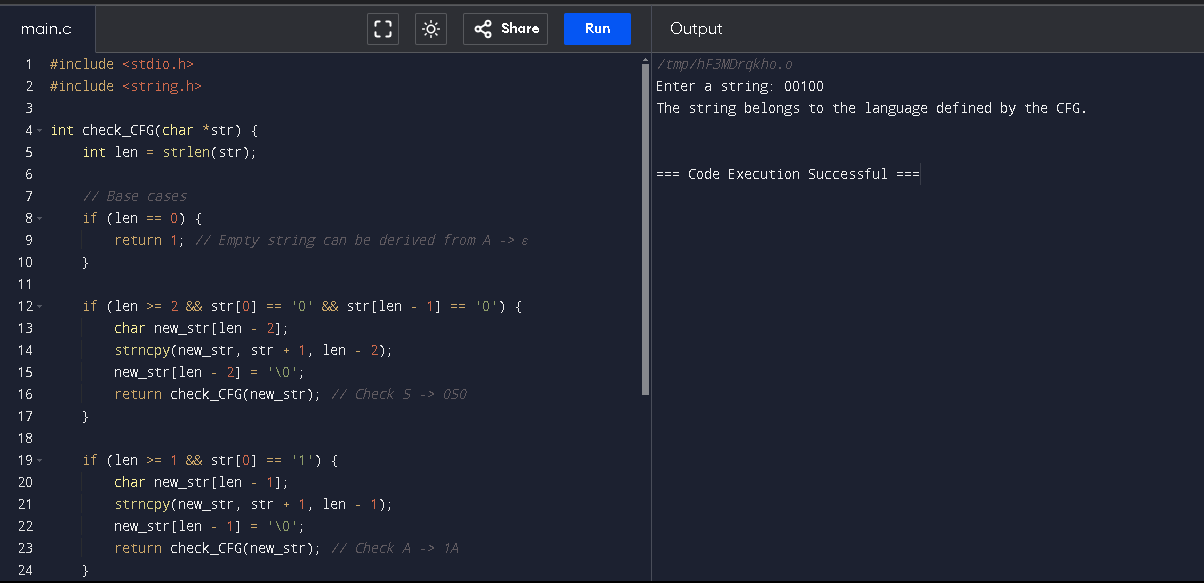 main.c
Share
Run
Output
1 #include <stdio.h>
2 #include <string.h>
3
4 int check_CFG(char *str) {
5     int len = strlen(str);
6
7     // Base cases
8     if (len == 0) {
9         return 1; // Empty string can be derived from A -> ε
10     }
11
12     if (len >= 2 && str[0] == '0' && str[len - 1] == '0') {
13         char new_str[len - 2];
14         strncpy(new_str, str + 1, len - 2);
15         new_str[len - 2] = '\0';
16         return check_CFG(new_str); // Check S -> 0S0
17     }
18
19     if (len >= 1 && str[0] == '1') {
20         char new_str[len - 1];
21         strncpy(new_str, str + 1, len - 1);
22         new_str[len - 1] = '\0';
23         return check_CFG(new_str); // Check A -> 1A
24     }
/tmp/hF3MDrqkho.o
Enter a string: 00100
The string belongs to the language defined by the CFG.
=== Code Execution Successful ===